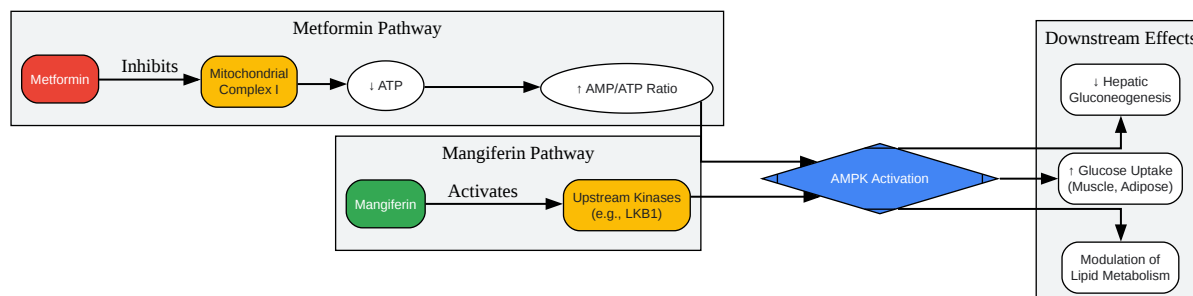 Metformin Pathway
Metformin
Inhibits
Mitochondrial
Complex I
↓ ATP
↑ AMP/ATP Ratio
Mangiferin Pathway
Mangiferin
Activates
Upstream Kinases
(e.g., LKB1)
AMPK Activation
Downstream Effects
↓ Hepatic
Gluconeogenesis
↑ Glucose Uptake
(Muscle, Adipose)
Modulation of
Lipid Metabolism